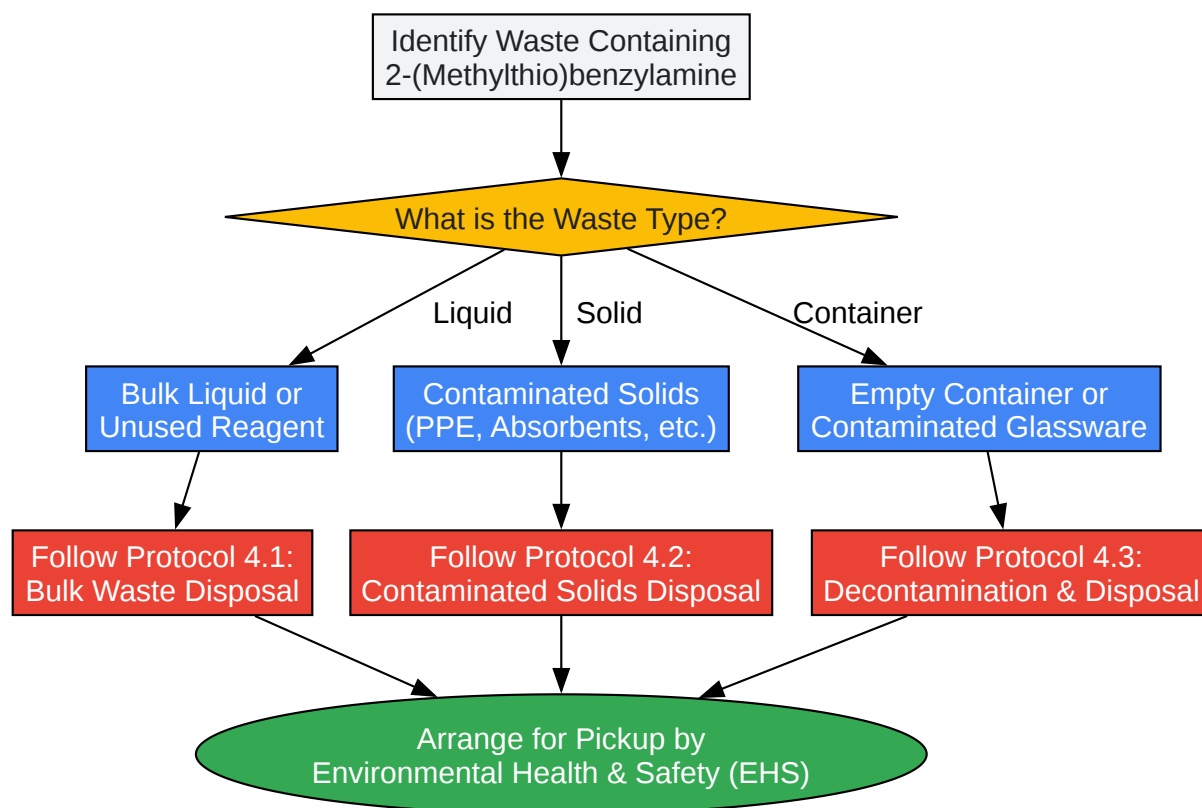 Identify Waste Containing
2-(Methylthio)benzylamine
What is the Waste Type?
Liquid
Solid
Container
Bulk Liquid or
Unused Reagent
Contaminated Solids
(PPE, Absorbents, etc.)
Empty Container or
Contaminated Glassware
Follow Protocol 4.1:
Bulk Waste Disposal
Follow Protocol 4.2:
Contaminated Solids Disposal
Follow Protocol 4.3:
Decontamination & Disposal
Arrange for Pickup by
Environmental Health & Safety (EHS)